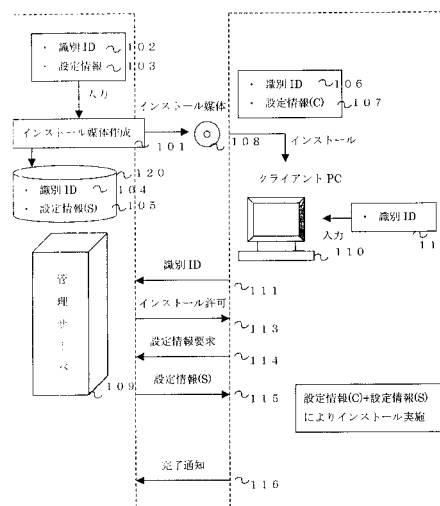 ・ 識別ID 102
・ 設定情報 103
入力
インストール媒体作成
101
インストール媒体
108
・ 識別ID 106
・ 設定情報(C) 107
インストール
120
・ 識別ID 104
・ 設定情報(S) 105
クライアントPC
・ 識別ID
入力
11
110
管理サーバ
109
識別ID
111
インストール許可
113
設定情報要求
114
設定情報(S)
115
設定情報(C)+設定情報(S)
によりインストール実施
完了通知
116